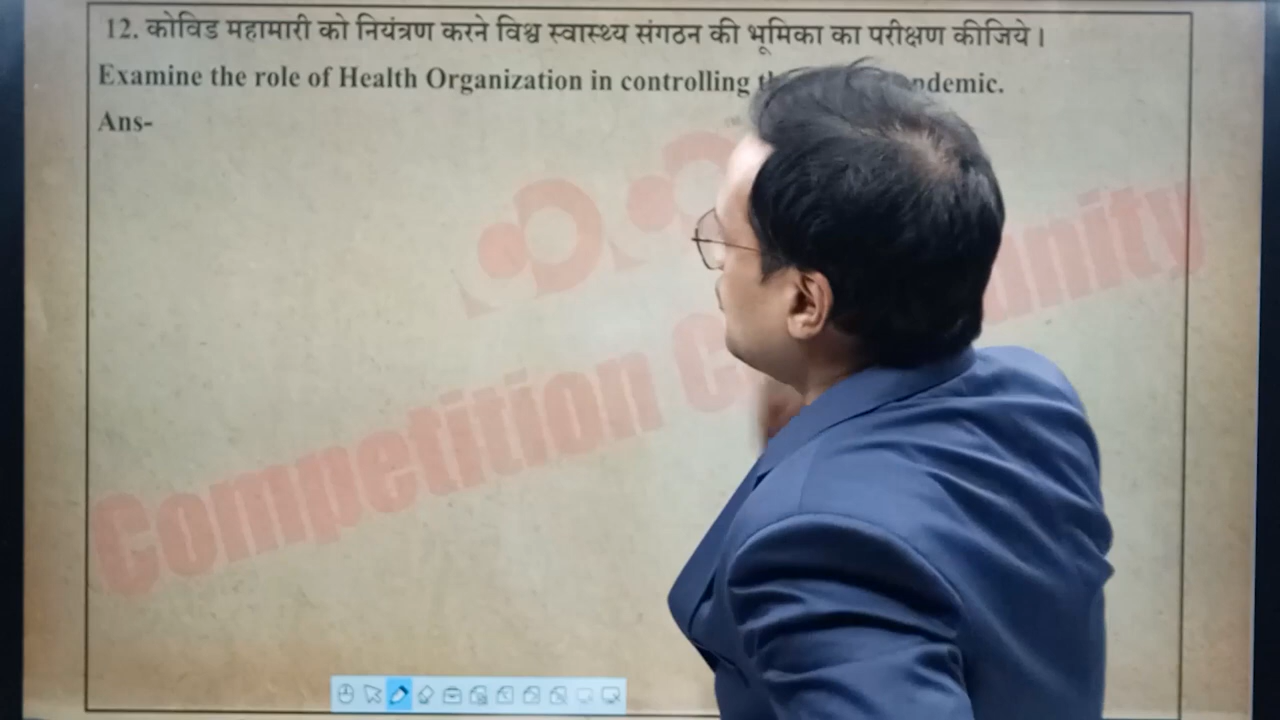 12. कोविड महामारी को नियंत्रण करने विश्व स्वास्थ्य संगठन की भूमिका का परीक्षण कीजिये।
Examine the role of Health Organization in controlling
Ans-
Competition